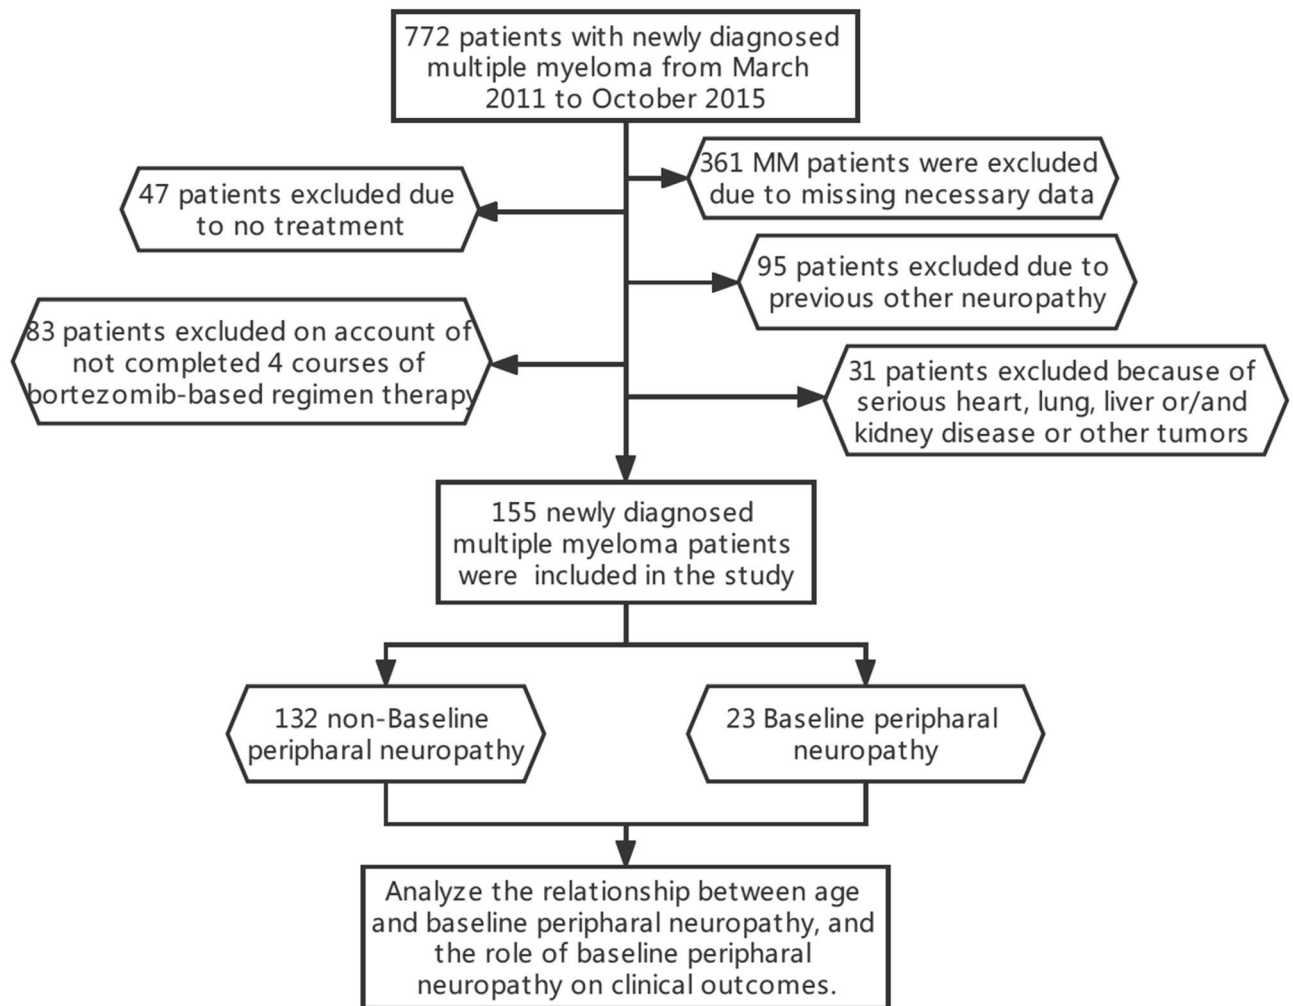 772 patients with newly diagnosed
multiple myeloma from March
2011 to October 2015
361 MM patients were excluded
due to missing necessary data
47 patients excluded due
to no treatment
95 patients excluded due to
previous other neuropathy
83 patients excluded on account of
not completed 4 courses of
bortezomib-based regimen therapy
31 patients excluded because of
serious heart, lung, liver or/and
kidney disease or other tumors
155 newly diagnosed
multiple myeloma patients
were included in the study
132 non-Baseline
peripharal neuropathy
23 Baseline peripharal
neuropathy
Analyze the relationship between age
and baseline peripharal neuropathy, and
the role of baseline peripharal
neuropathy on clinical outcomes.